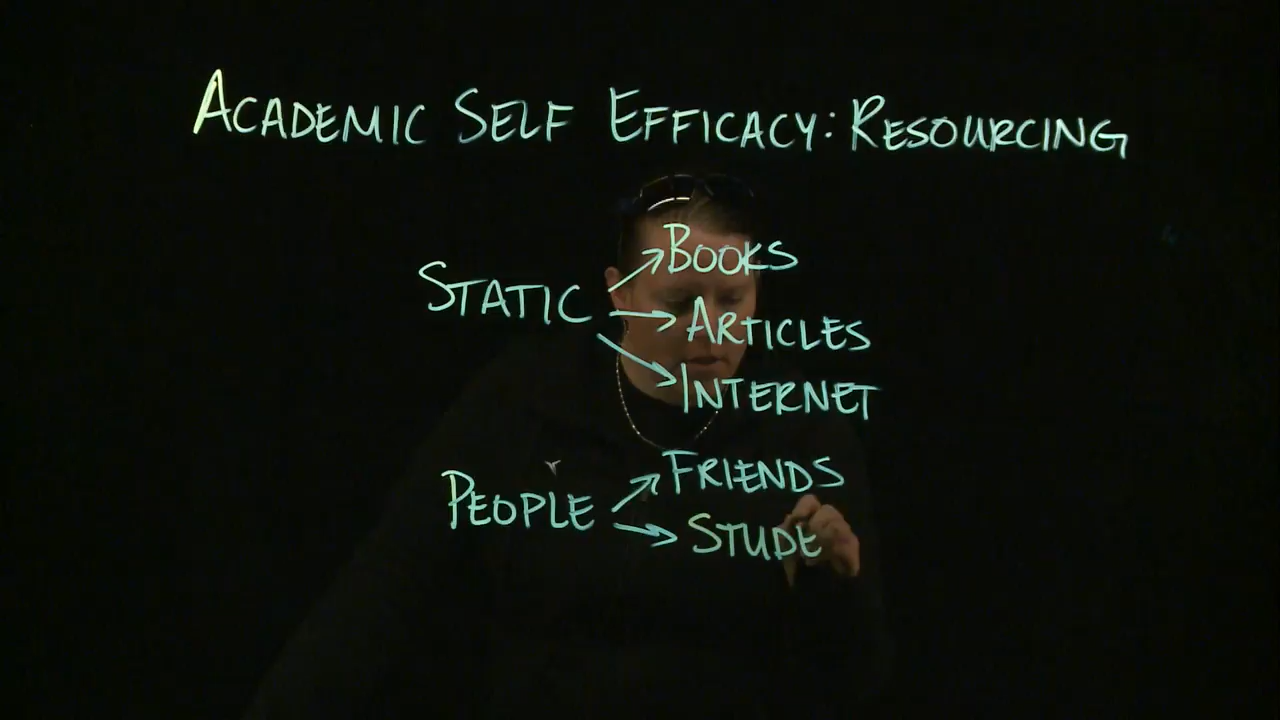 ACADEMIC SELF EFFICACY: RESOURCING
STATIC
BOOKS
ARTICLES
INTERNET
PEOPLE
FRIENDS
STUDE